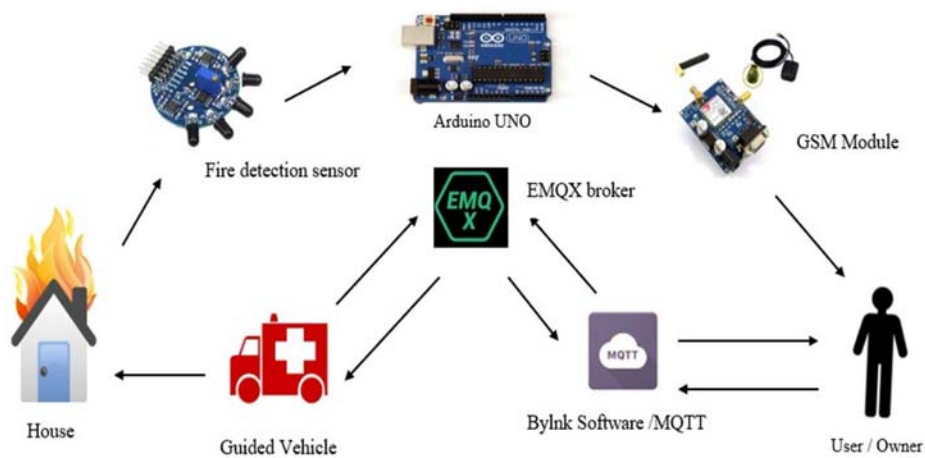 Arduino UNO
GSM Module
Fire detection sensor
EMQX broker
EMQ
X
MQTT
House
Guided Vehicle
Bylnk Software /MQTT
User / Owner